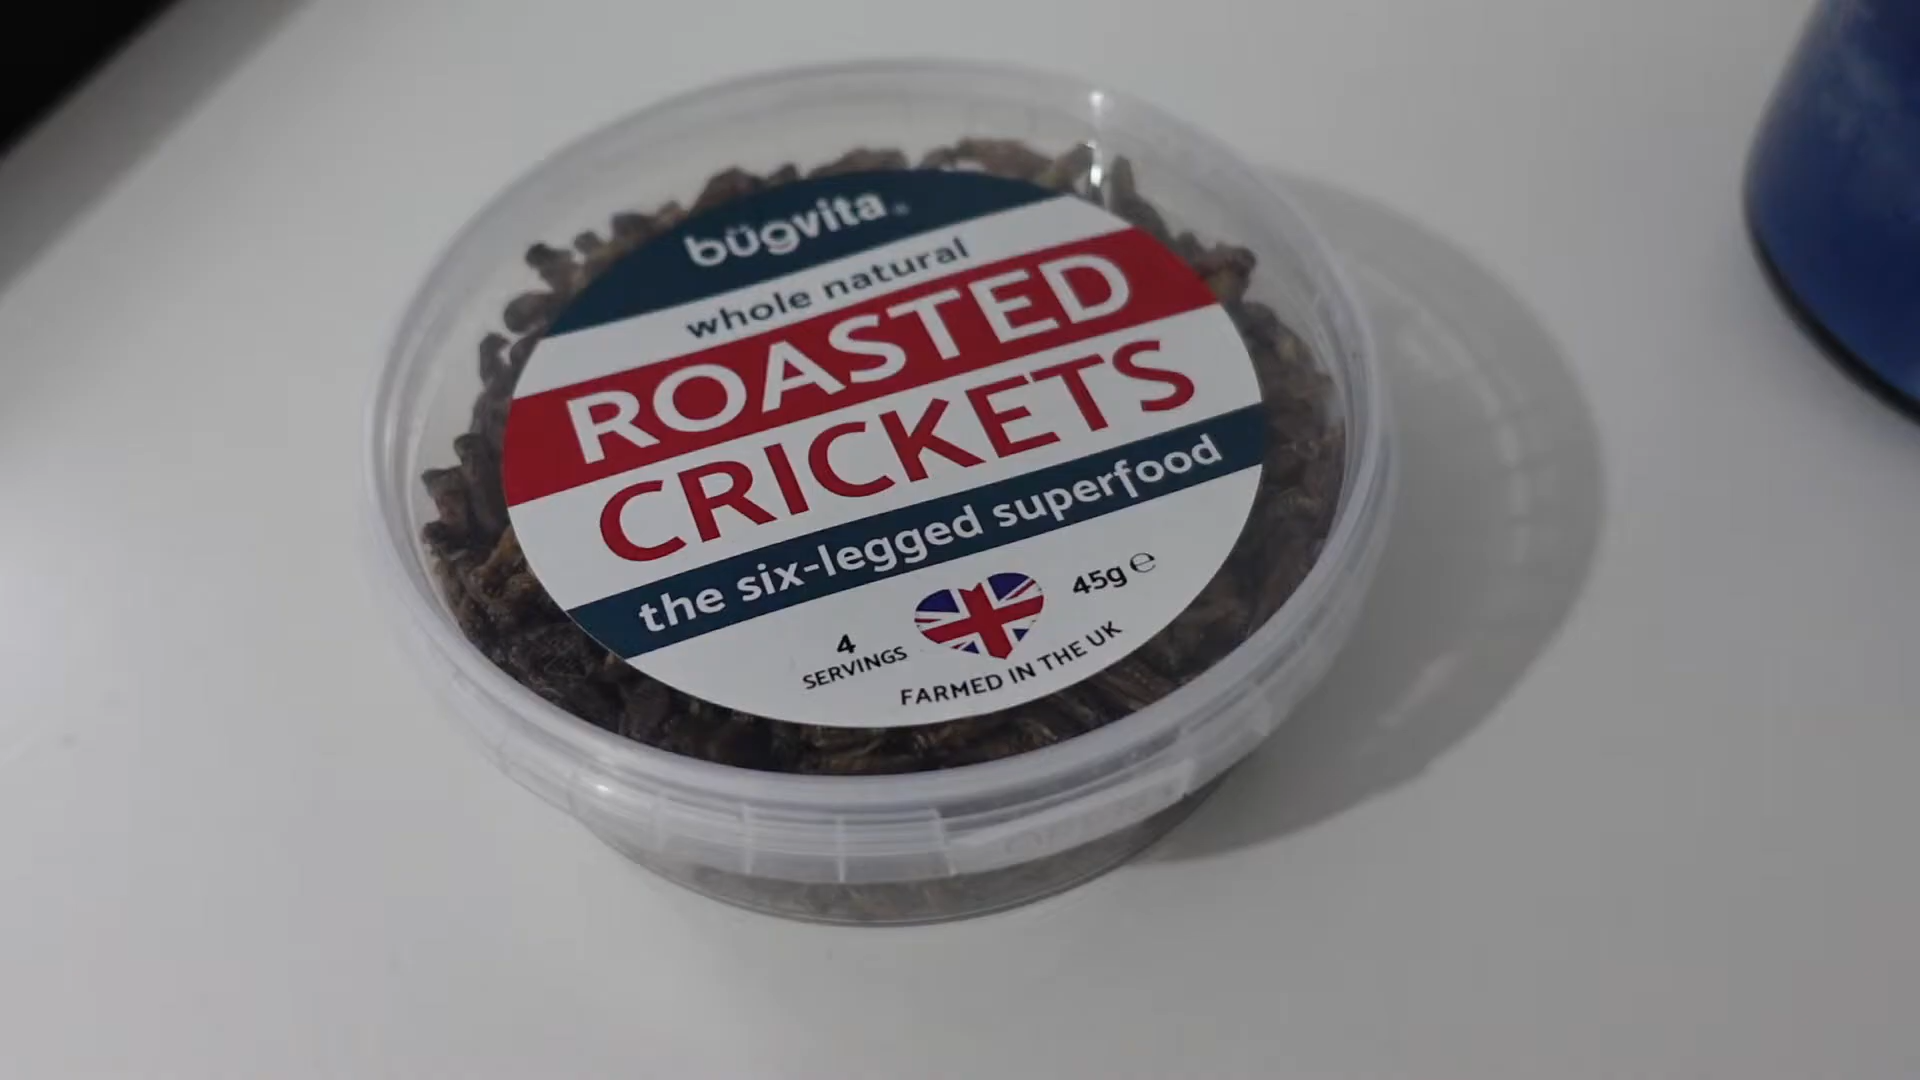 bügvita
whole natural
ROASTED
CRICKETS
the six-legged superfood
4
SERVINGS
45g ℮
FARMED IN THE UK